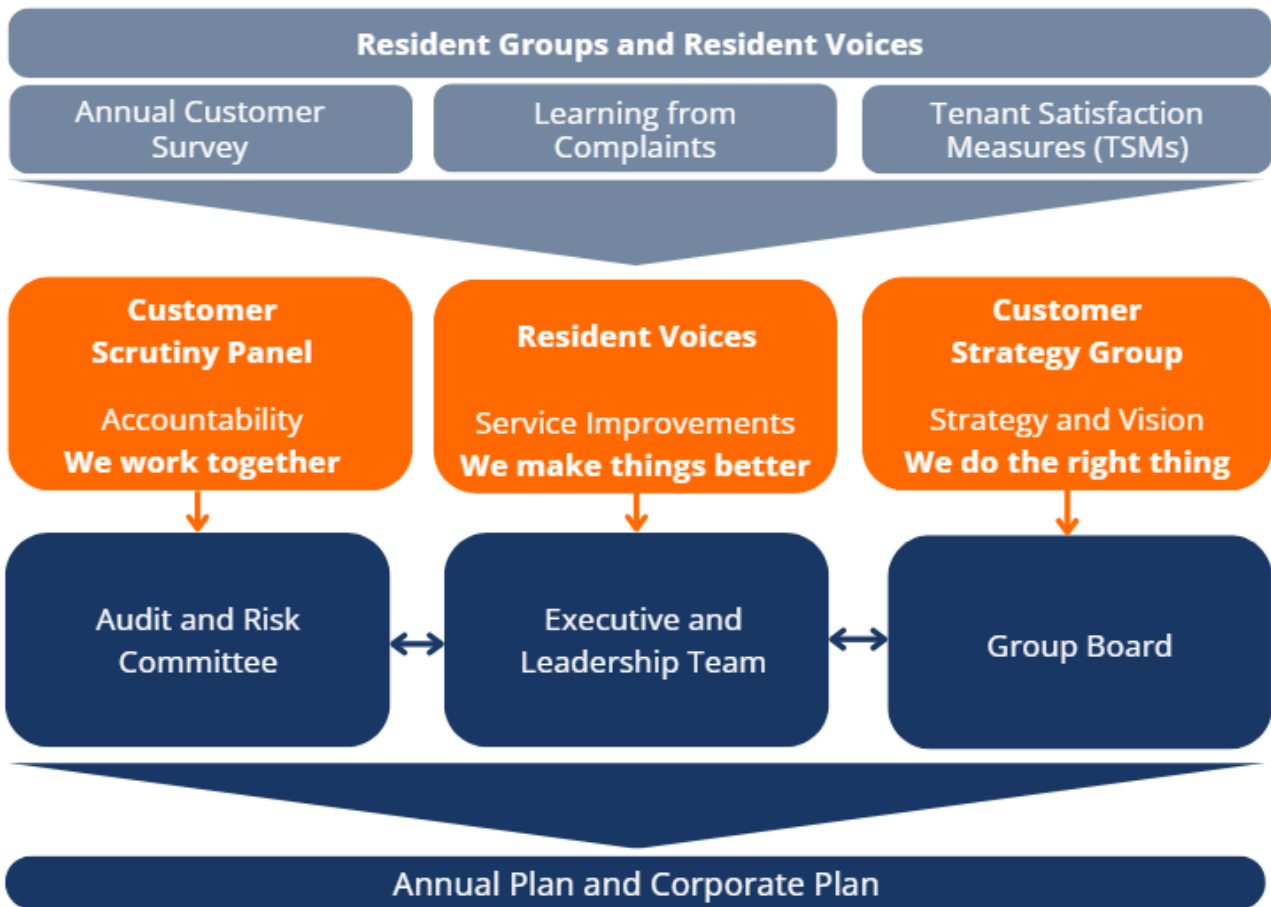 Resident Groups and Resident Voices
Annual Customer
Survey
Learning from
Complaints
Tenant Satisfaction
Measures (TSMs)
Customer
Scrutiny Panel
Accountability
We work together
Resident Voices
Service Improvements
We make things better
Customer
Strategy Group
Strategy and Vision
We do the right thing
Audit and Risk
Committee
Executive and
Leadership Team
Group Board
Annual Plan and Corporate Plan